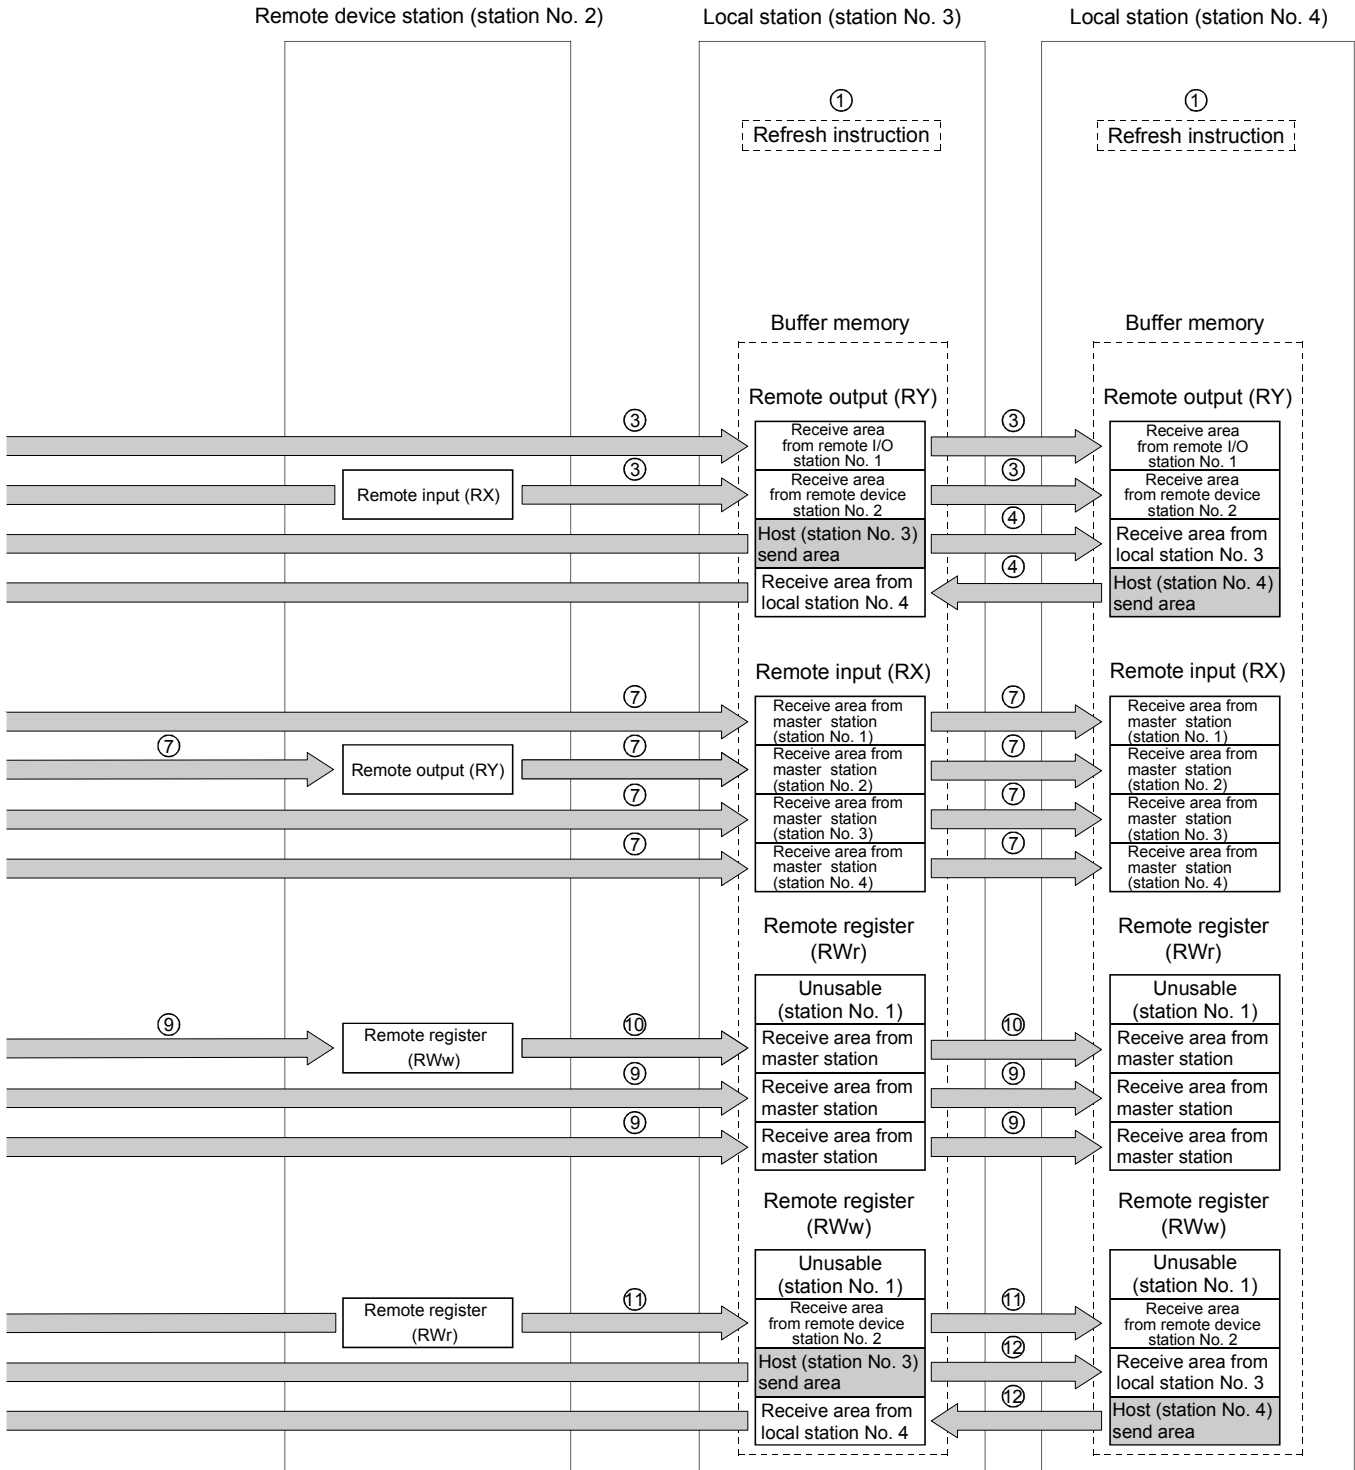 Remote device station (station No. 2)
Local station (station No. 3)
Local station (station No. 4)
①
①
Refresh instruction
Refresh instruction
Buffer memory
Buffer memory
Remote output (RY)
Remote output (RY)
③
Receive area
from remote I/O
station No. 1
③
Receive area
from remote I/O
station No. 1
Remote input (RX)
③
Receive area
from remote device
station No. 2
③
Receive area
from remote device
station No. 2
Host (station No. 3)
send area
④
Receive area from
local station No. 3
Receive area from
local station No. 4
④
Host (station No. 4)
send area
Remote input (RX)
Remote input (RX)
⑦
Receive area from
master station
(station No. 1)
⑦
Receive area from
master station
(station No. 1)
⑦
Remote output (RY)
⑦
Receive area from
master station
(station No. 2)
⑦
Receive area from
master station
(station No. 2)
⑦
Receive area from
master station
(station No. 3)
⑦
Receive area from
master station
(station No. 3)
⑦
Receive area from
master station
(station No. 4)
⑦
Receive area from
master station
(station No. 4)
Remote register
(RWr)
Remote register
(RWr)
Unusable
(station No. 1)
Unusable
(station No. 1)
⑨
Remote register
(RWw)
⑩
Receive area from
master station
⑩
Receive area from
master station
⑨
Receive area from
master station
⑨
Receive area from
master station
⑨
Receive area from
master station
⑨
Receive area from
master station
Remote register
(RWw)
Remote register
(RWw)
Unusable
(station No. 1)
Unusable
(station No. 1)
Remote register
(RWr)
⑪
Receive area
from remote device
station No. 2
⑪
Receive area
from remote device
station No. 2
Host (station No. 3)
send area
⑫
Receive area from
local station No. 3
Receive area from
local station No. 4
⑫
Host (station No. 4)
send area